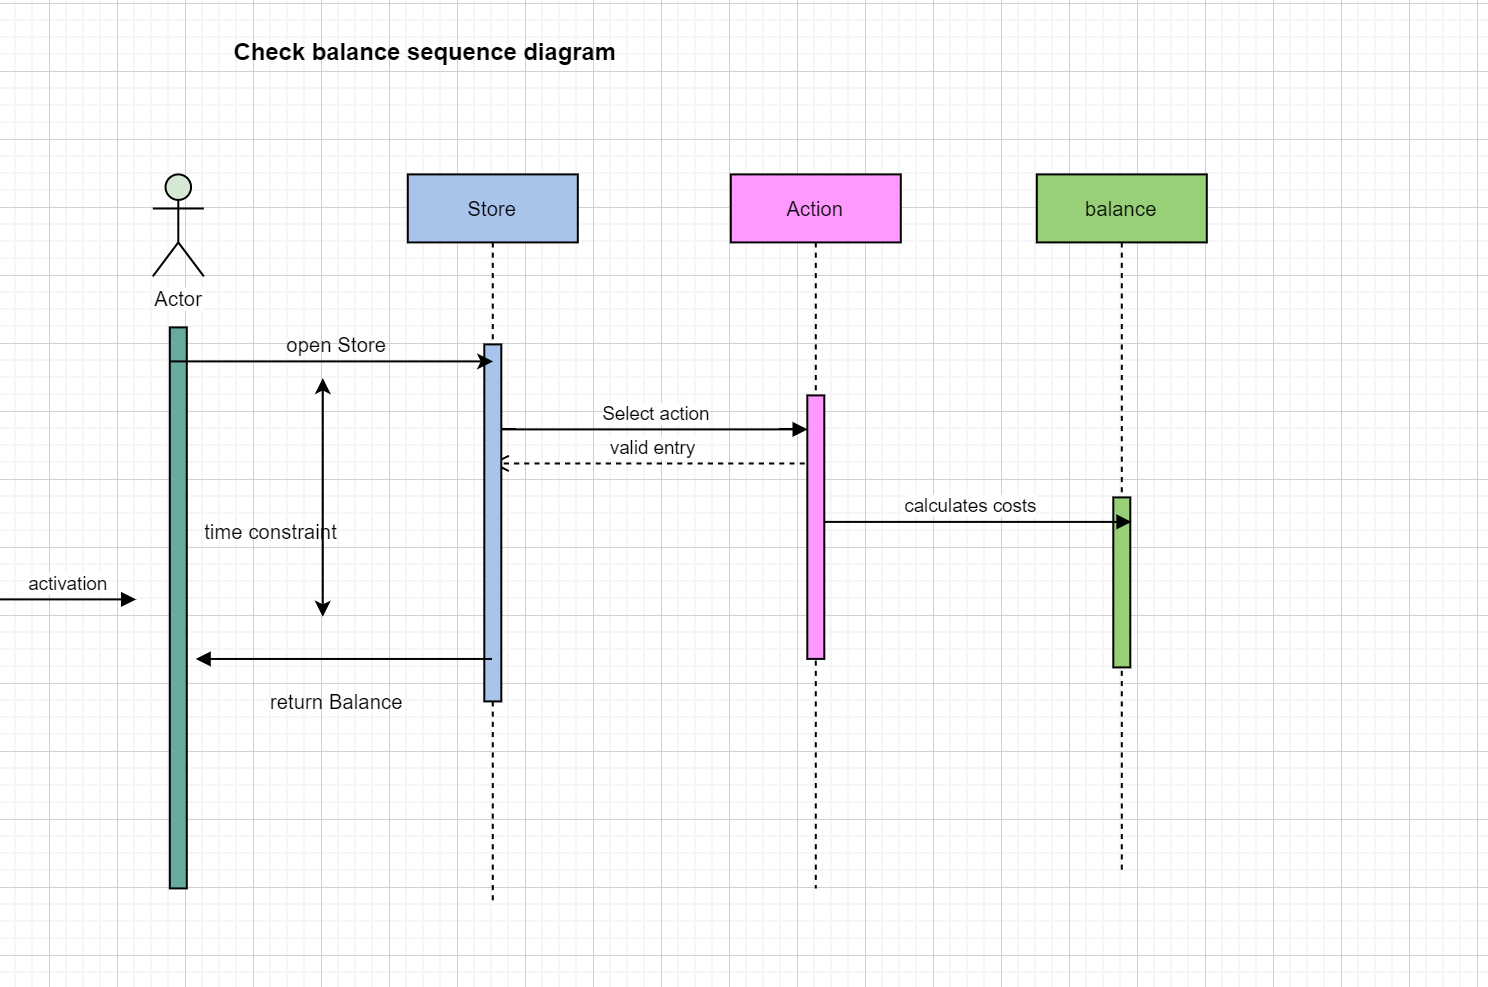 Check balance sequence diagram
Store
Action
balance
Actor
open Store
Select action
valid entry
calculates costs
time constraint
activation
return Balance